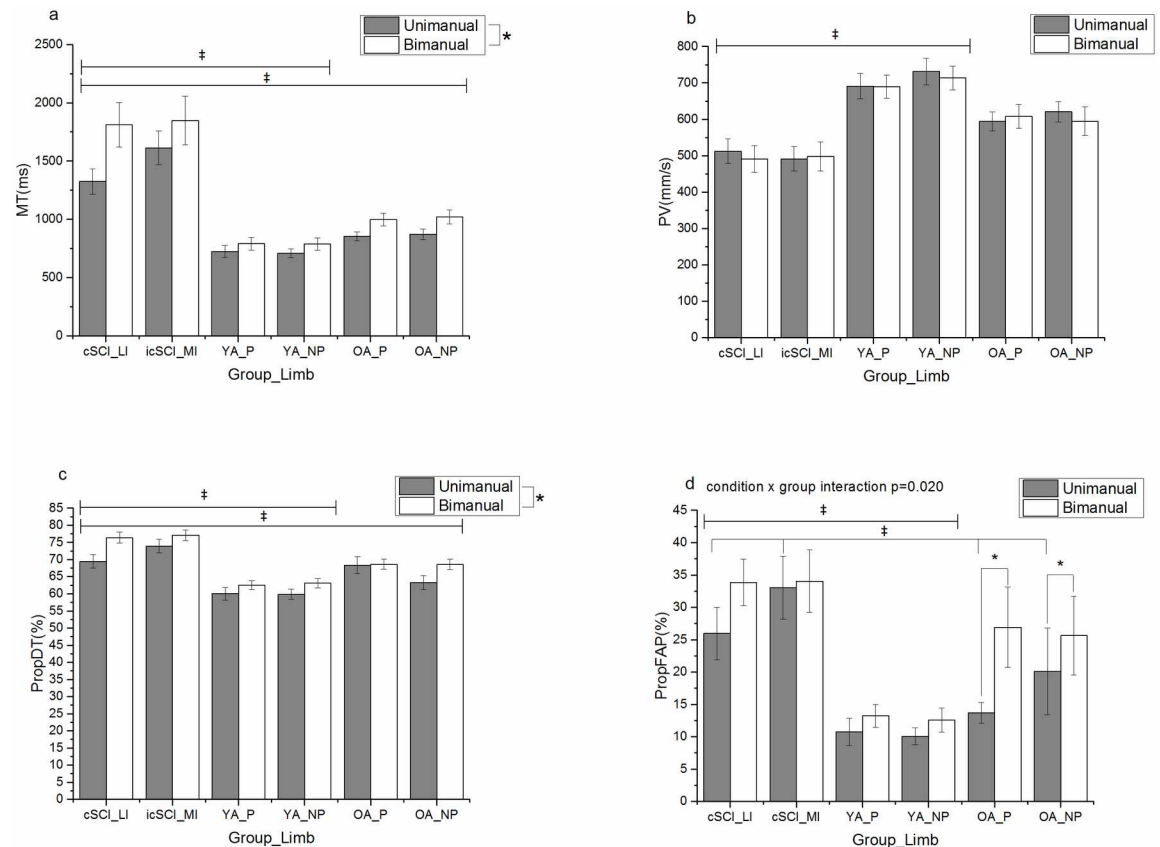 a
Unimanual
Bimanual
*
‡
‡
2500
2000
1500
1000
500
0
MT(ms)
cSCI_LI icSCI_MI YA_P YA_NP OA_P OA_NP
Group_Limb
b
Unimanual
Bimanual
‡
800
700
600
500
400
300
200
100
0
PV(mm/s)
cSCI_LI icSCI_MI YA_P YA_NP OA_P OA_NP
Group_Limb
c
Unimanual
Bimanual
*
‡
‡
85
80
75
70
65
60
55
50
45
40
35
30
25
20
15
10
5
0
PropDT(%)
cSCI_LI icSCI_MI YA_P YA_NP OA_P OA_NP
Group_Limb
d condition x group interaction p=0.020
Unimanual
Bimanual
‡
‡
* *
45
40
35
30
25
20
15
10
5
0
PropFAP(%)
cSCI_LI cSCI_MI YA_P YA_NP OA_P OA_NP
Group_Limb